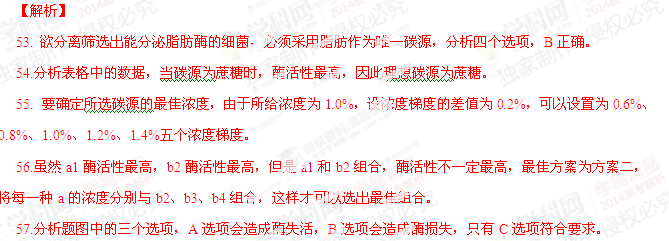 【解析】
53. 欲分离筛选出能分泌脂肪酶的细菌，必须采用脂肪作为唯一碳源，分析四个选项，B 正确。
54.分析表格中的数据，当碳源为蔗糖时，酶活性最高，因此理想碳源为蔗糖。
55. 要确定所选碳源的最佳浓度，由于所给浓度为 1.0%，设浓度梯度的差值为 0.2%，可以设置为 0.6%、
0.8%、1.0%、1.2%、1.4%五个浓度梯度。
56.虽然 a1 酶活性最高，b2 酶活性最高，但是 a1 和 b2 组合，酶活性不一定最高，最佳方案为方案二，
将每一种 a 的浓度分别与 b2、b3、b4 组合，这样才可以选出最佳组合。
57.分析题图中的三个选项，A 选项会造成酶失活，B 选项会造成酶损失，只有 C 选项符合要求。